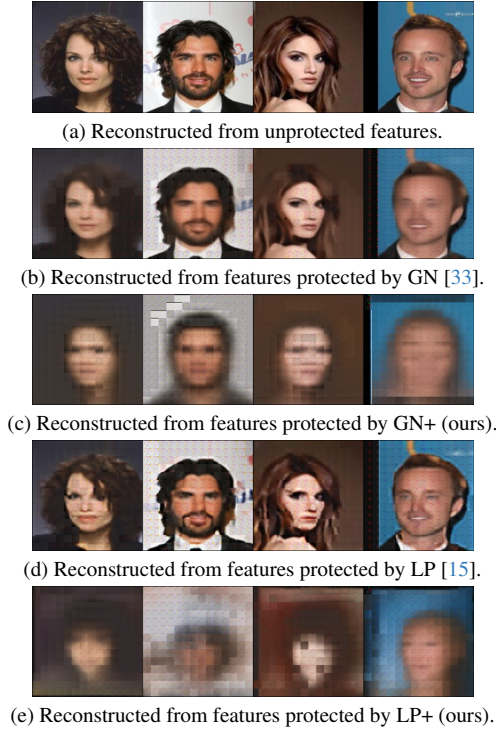 (a) Reconstructed from unprotected features.
(b) Reconstructed from features protected by GN [33].
(c) Reconstructed from features protected by GN+ (ours).
(d) Reconstructed from features protected by LP [15].
(e) Reconstructed from features protected by LP+ (ours).